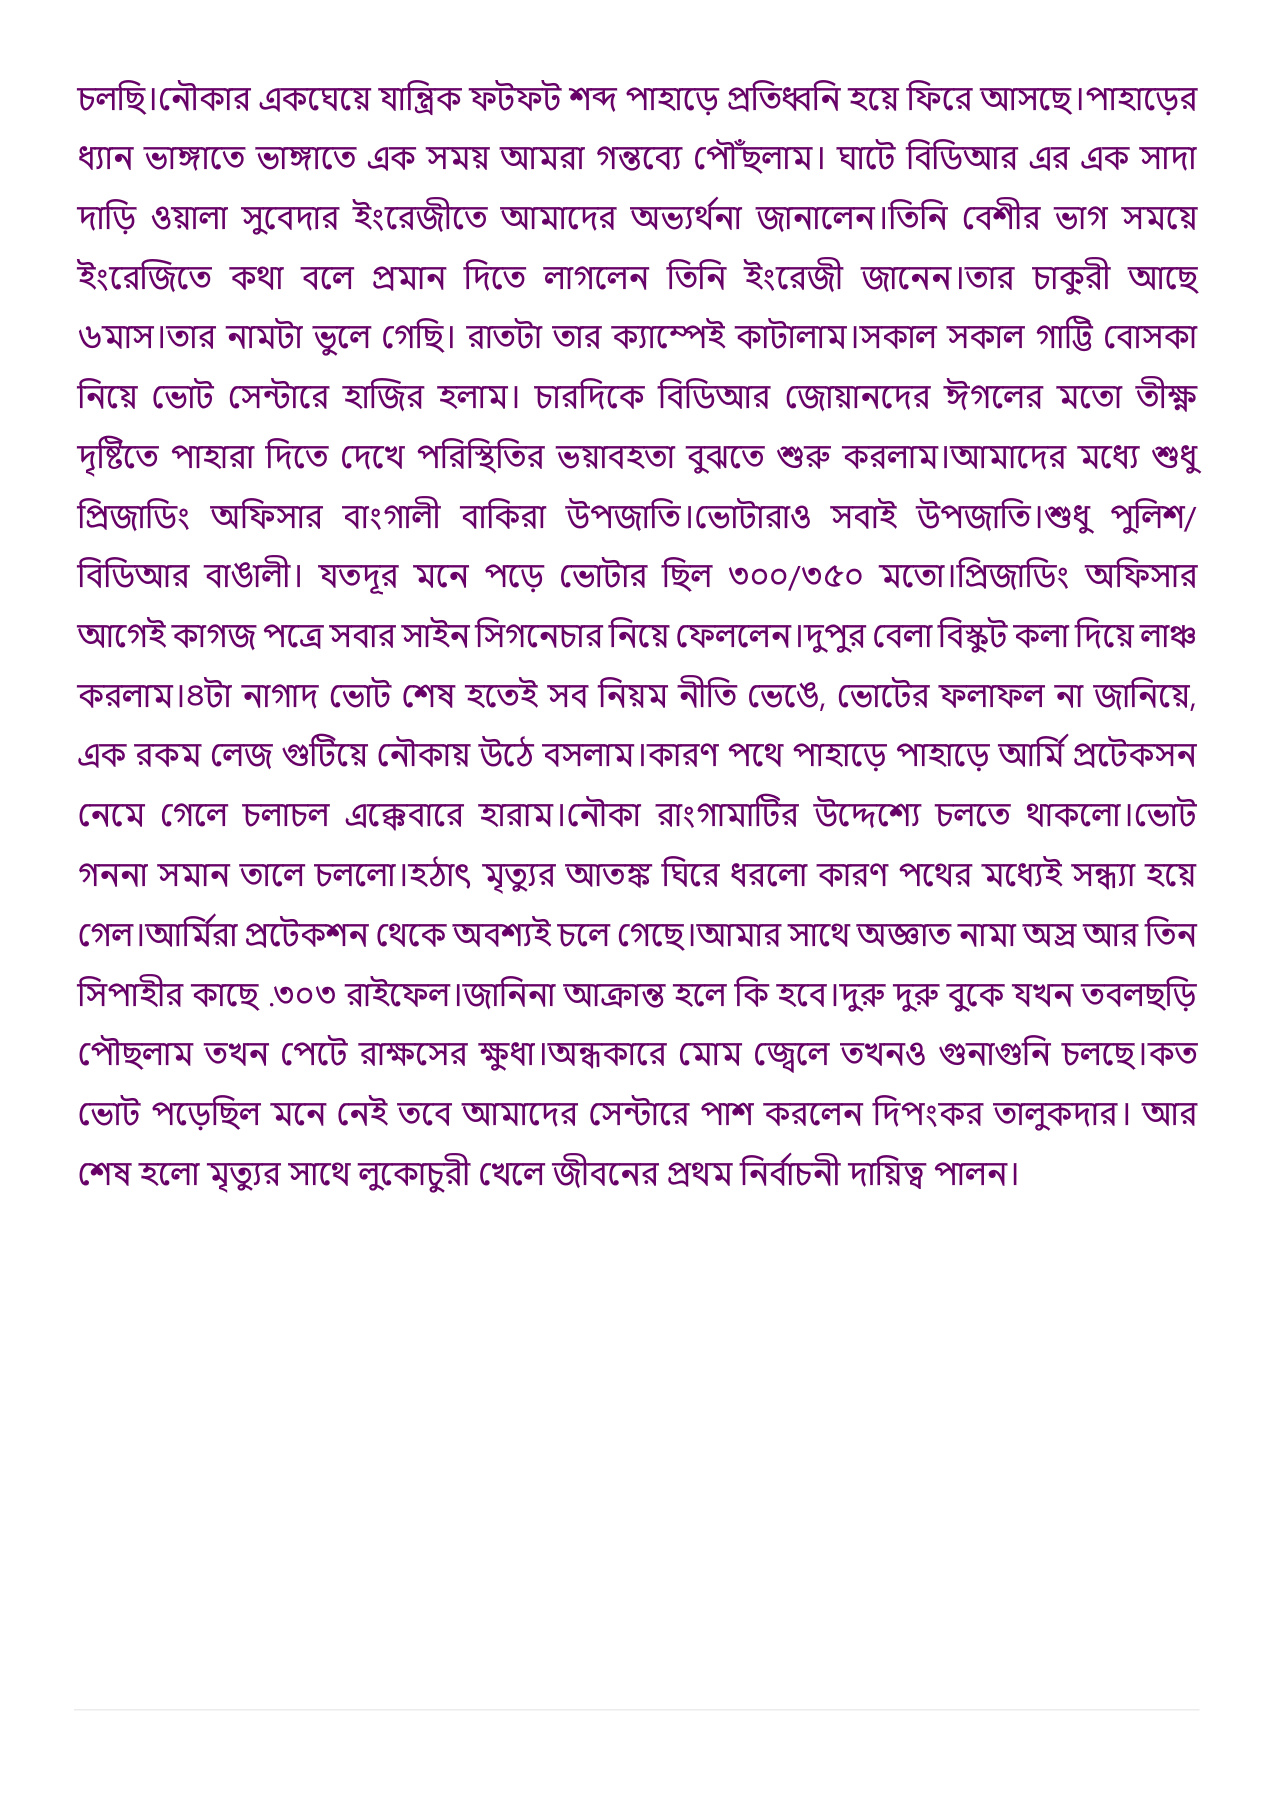 চলছি।নৌকার একঘেয়ে যান্ত্রিক ফটফট শব্দ পাহাড়ে প্রতিধ্বনি হয়ে ফিরে আসছে।পাহাড়ের
ধ্যান ভাঙ্গাতে ভাঙ্গাতে এক সময় আমরা গন্তব্যে পৌঁছলাম। ঘাটে বিডিআর এর এক সাদা
দাড়ি ওয়ালা সুবেদার ইংরেজীতে আমাদের অভ্যর্থনা জানালেন।তিনি বেশীর ভাগ সময়ে
ইংরেজিতে কথা বলে প্রমান দিতে লাগলেন তিনি ইংরেজী জানেন।তার চাকুরী আছে
৬মাস।তার নামটা ভুলে গেছি। রাতটা তার ক্যাম্পেই কাটালাম।সকাল সকাল গাট্টি বোসকা
নিয়ে ভোট সেন্টারে হাজির হলাম। চারদিকে বিডিআর জোয়ানদের ঈগলের মতো তীক্ষ্ণ
দৃষ্টিতে পাহারা দিতে দেখে পরিস্থিতির ভয়াবহতা বুঝতে শুরু করলাম।আমাদের মধ্যে শুধু
প্রিজাডিং অফিসার বাংগালী বাকিরা উপজাতি।ভোটারাও সবাই উপজাতি।শুধু পুলিশ/
বিডিআর বাঙালী। যতদূর মনে পড়ে ভোটার ছিল ৩০০/৩৫০ মতো।প্রিজাডিং অফিসার
আগেই কাগজ পত্রে সবার সাইন সিগনেচার নিয়ে ফেললেন।দুপুর বেলা বিস্কুট কলা দিয়ে লাঞ্চ
করলাম।৪টা নাগাদ ভোট শেষ হতেই সব নিয়ম নীতি ভেঙে, ভোটের ফলাফল না জানিয়ে,
এক রকম লেজ গুটিয়ে নৌকায় উঠে বসলাম।কারণ পথে পাহাড়ে পাহাড়ে আর্মি প্রটেকসন
নেমে গেলে চলাচল এক্কেবারে হারাম।নৌকা রাংগামাটির উদ্দেশ্যে চলতে থাকলো।ভোট
গননা সমান তালে চললো।হঠাৎ মৃত্যুর আতঙ্ক ঘিরে ধরলো কারণ পথের মধ্যেই সন্ধ্যা হয়ে
গেল।আর্মিরা প্রটেকশন থেকে অবশ্যই চলে গেছে।আমার সাথে অজ্ঞাত নামা অস্র আর তিন
সিপাহীর কাছে .৩০৩ রাইফেল।জানিনা আক্রান্ত হলে কি হবে।দুরু দুরু বুকে যখন তবলছড়ি
পৌছলাম তখন পেটে রাক্ষসের ক্ষুধা।অন্ধকারে মোম জ্বেলে তখনও গুনাগুনি চলছে।কত
ভোট পড়েছিল মনে নেই তবে আমাদের সেন্টারে পাশ করলেন দিপংকর তালুকদার। আর
শেষ হলো মৃত্যুর সাথে লুকোচুরী খেলে জীবনের প্রথম নির্বাচনী দায়িত্ব পালন।